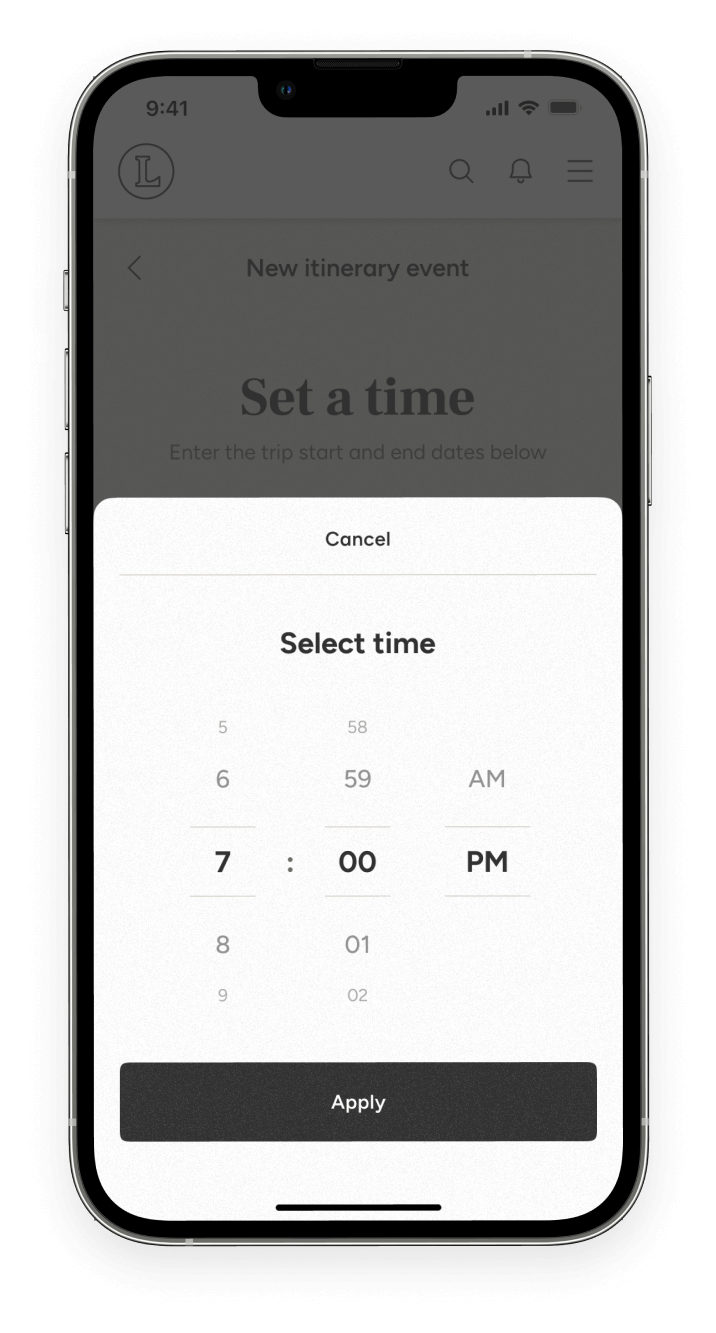 9:41
L
New itinerary event
Set a time
Enter the trip start and end dates below
Cancel
Select time
5 58
6 59 AM
7 : 00 PM
8 01
9 02
Apply